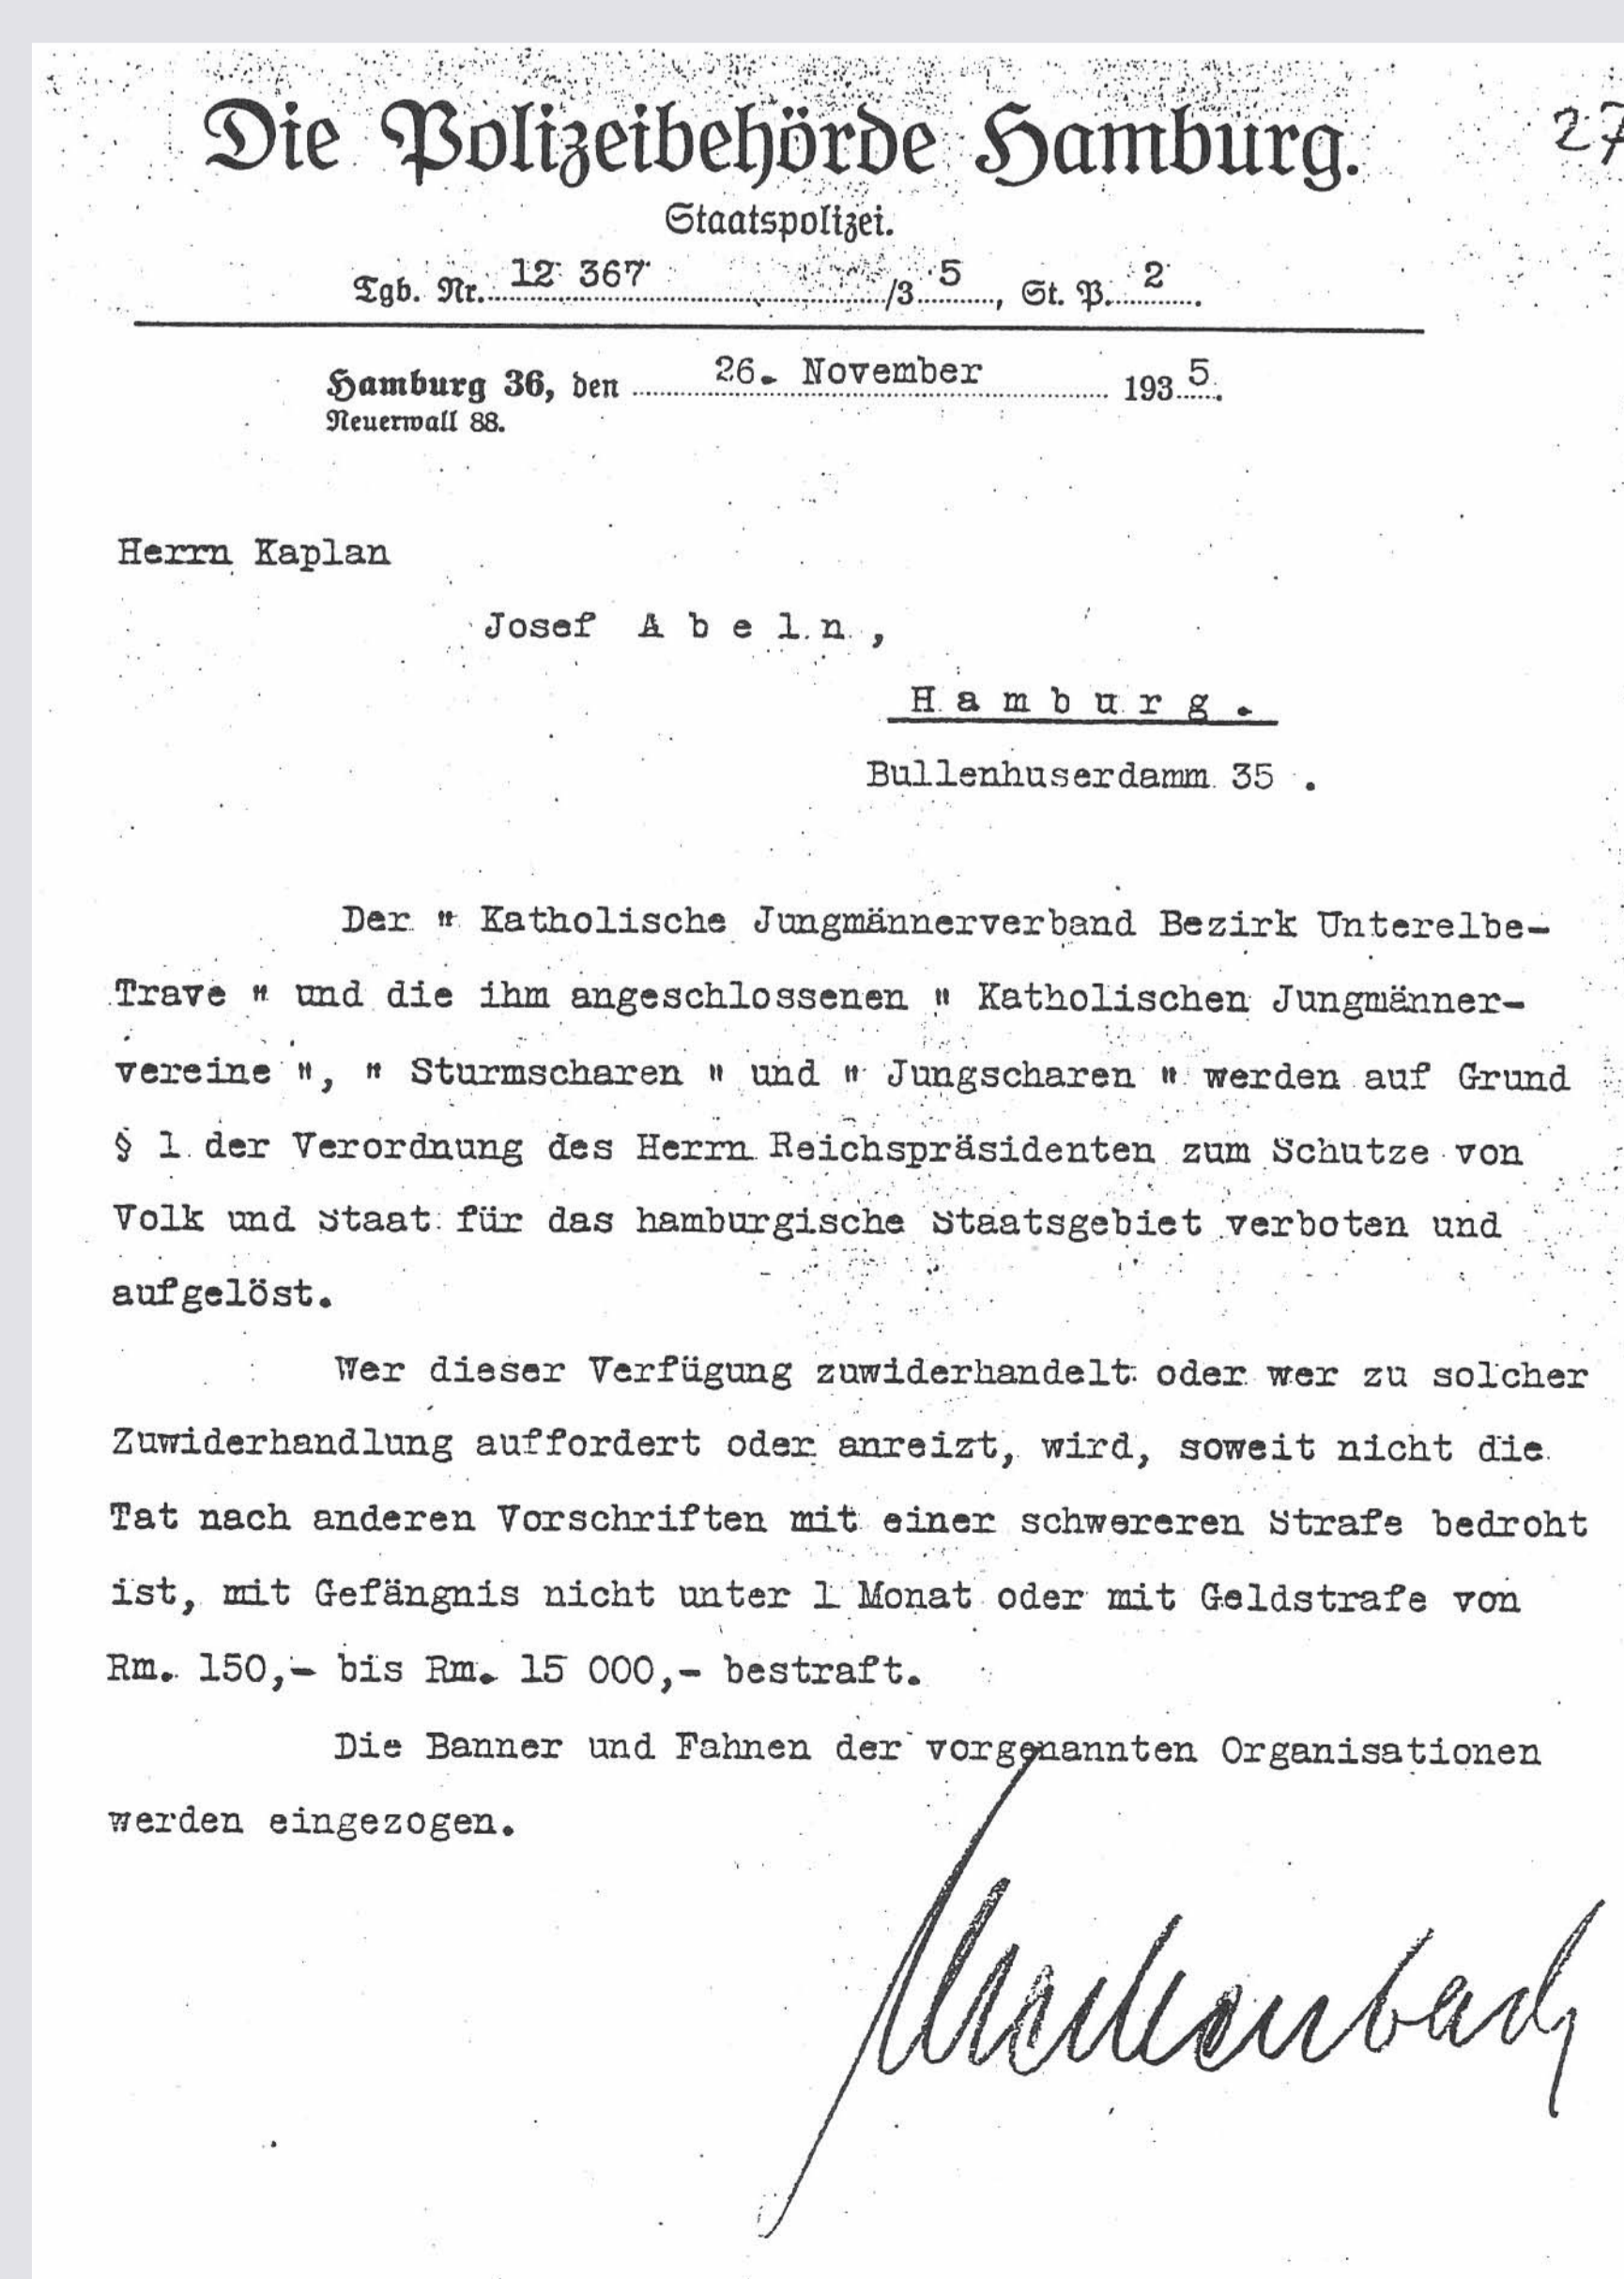 Die Polizeibehörde Hamburg.
27
Staatspolizei.
Tgb. Nr. 12 367 /3 5, St. P. 2.
Hamburg 36, den 26. November 193 5.
Neuerwall 88.
Herrn Kaplan
Josef A b e l n ,
H a m b u r g .
Bullenhuserdamm 35 .
Der " Katholische Jungmännerverband Bezirk Unterelbe-
Trave " und die ihm angeschlossenen " Katholischen Jungmänner-
vereine ", " Sturmscharen " und " Jungscharen " werden auf Grund
§ 1 der Verordnung des Herrn Reichspräsidenten zum Schutze von
Volk und Staat für das hamburgische Staatsgebiet verboten und
aufgelöst.
Wer dieser Verfügung zuwiderhandelt oder wer zu solcher
Zuwiderhandlung auffordert oder anreizt, wird, soweit nicht die
Tat nach anderen Vorschriften mit einer schwereren Strafe bedroht
ist, mit Gefängnis nicht unter 1 Monat oder mit Geldstrafe von
Rm. 150,- bis Rm. 15 000,- bestraft.
Die Banner und Fahnen der vorgenannten Organisationen
werden eingezogen.